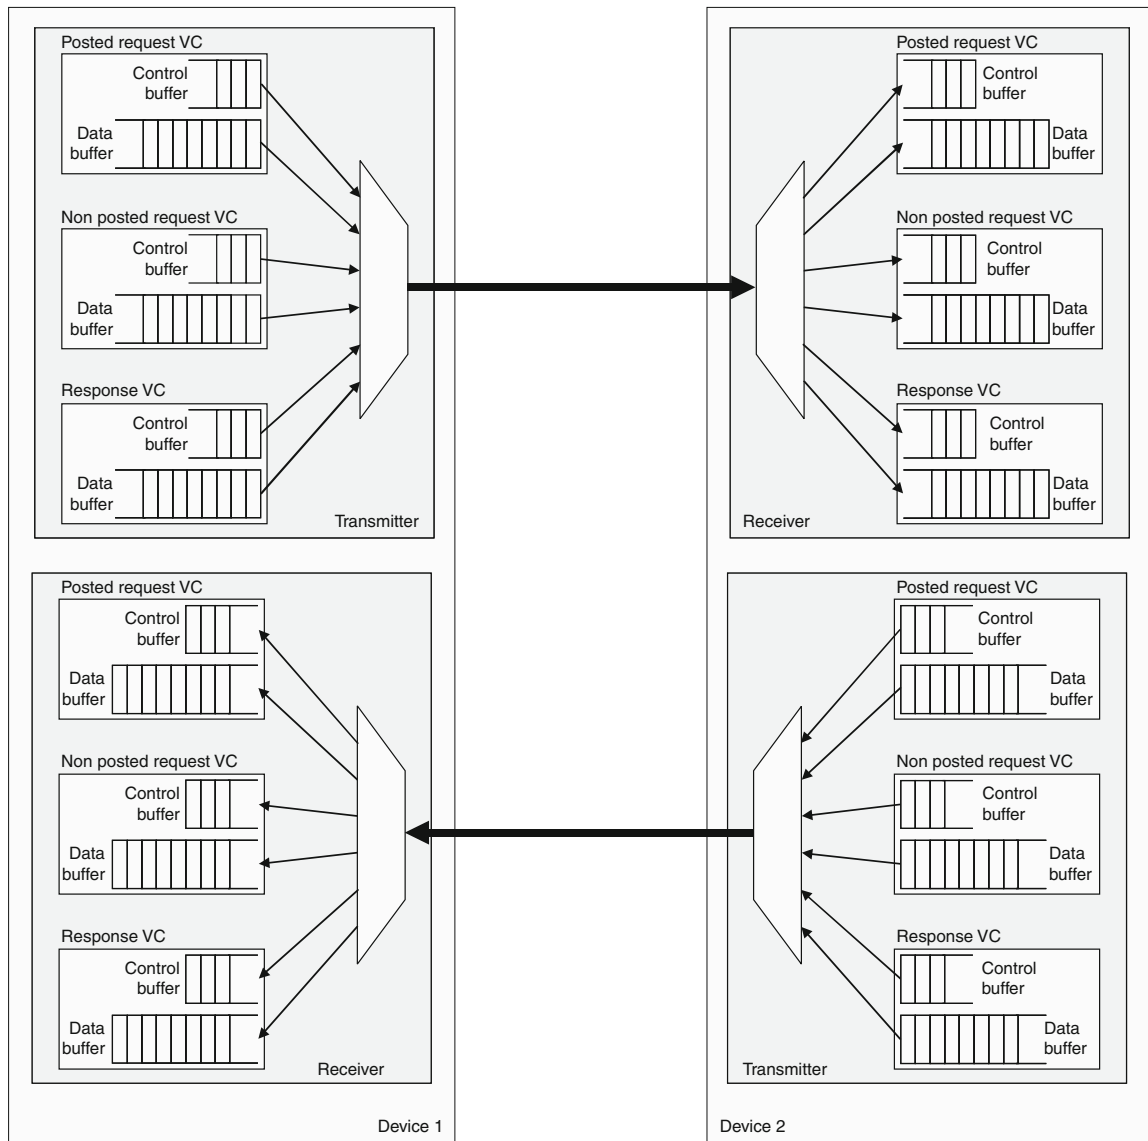 Posted request VC
Control
buffer
Data
buffer
Non posted request VC
Control
buffer
Data
buffer
Response VC
Control
buffer
Data
buffer
Transmitter
Posted request VC
Control
buffer
Data
buffer
Non posted request VC
Control
buffer
Data
buffer
Response VC
Control
buffer
Data
buffer
Receiver
Posted request VC
Control
buffer
Data
buffer
Non posted request VC
Control
buffer
Data
buffer
Response VC
Control
buffer
Data
buffer
Receiver
Device 1
Posted request VC
Control
buffer
Data
buffer
Non posted request VC
Control
buffer
Data
buffer
Response VC
Control
buffer
Data
buffer
Transmitter
Device 2